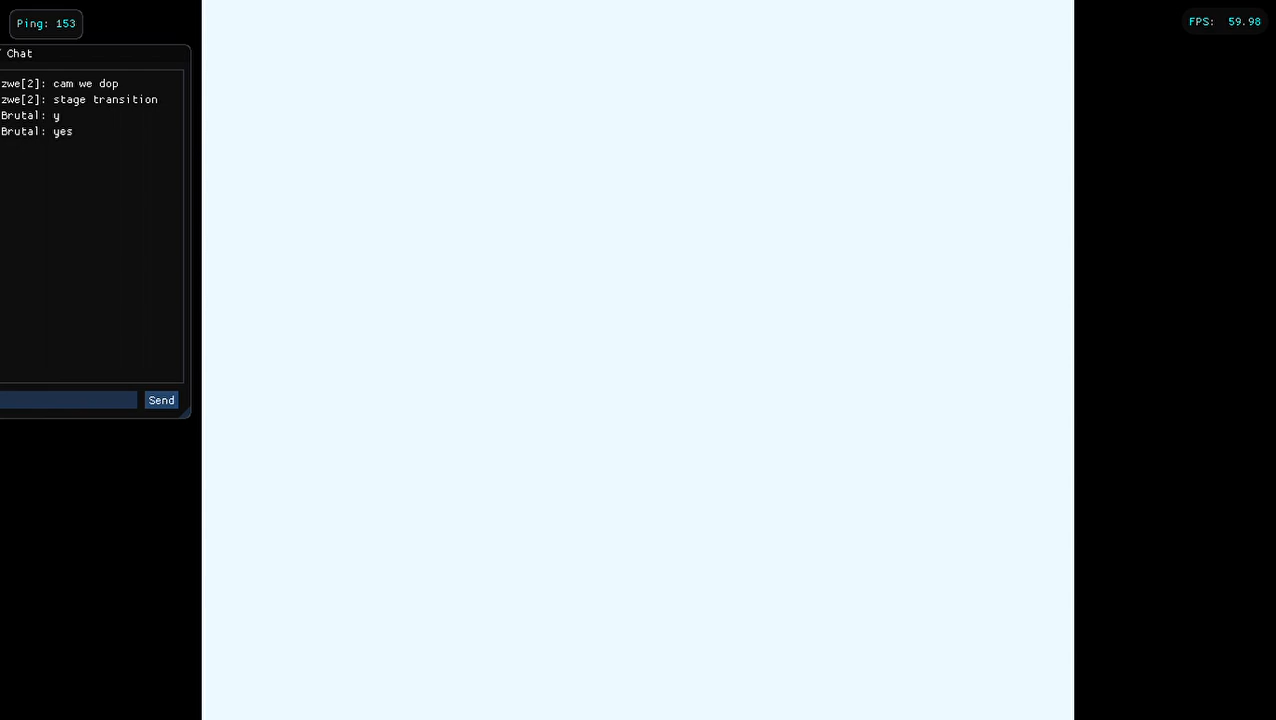 Ping: 153
FPS: 59.98
Chat
zwe[2]: cam we dop
zwe[2]: stage transition
Brutal: y
Brutal: yes
Send